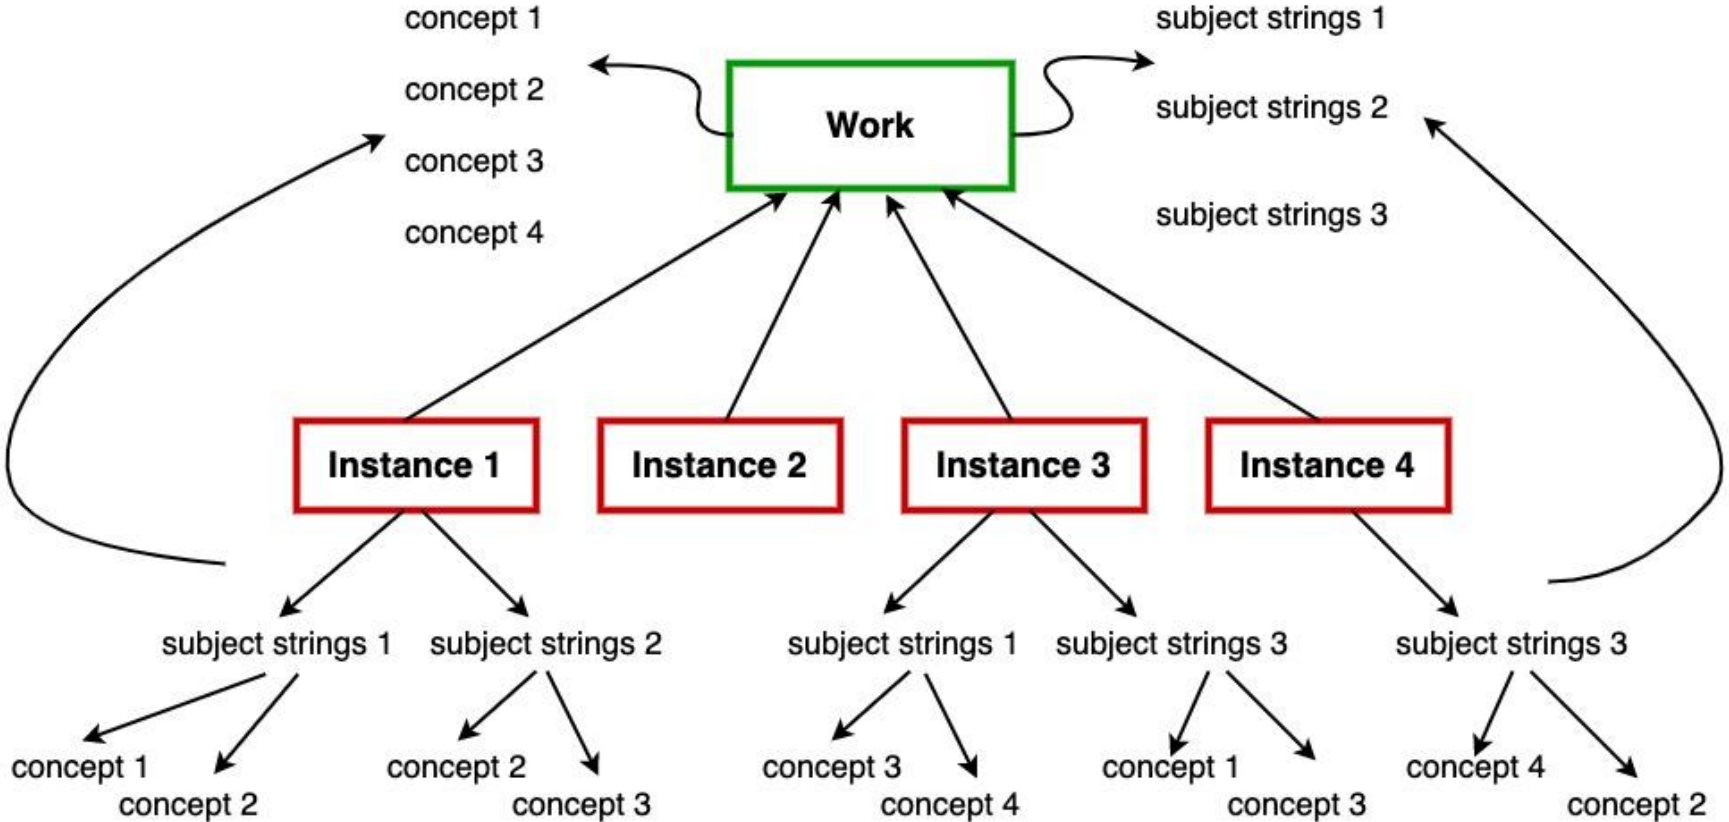 concept 1
concept 2
concept 3
concept 4
Work
subject strings 1
subject strings 2
subject strings 3
Instance 1
Instance 2
Instance 3
Instance 4
subject strings 1
subject strings 2
subject strings 1
subject strings 3
subject strings 3
concept 1
concept 2
concept 2
concept 3
concept 3
concept 4
concept 1
concept 3
concept 4
concept 2